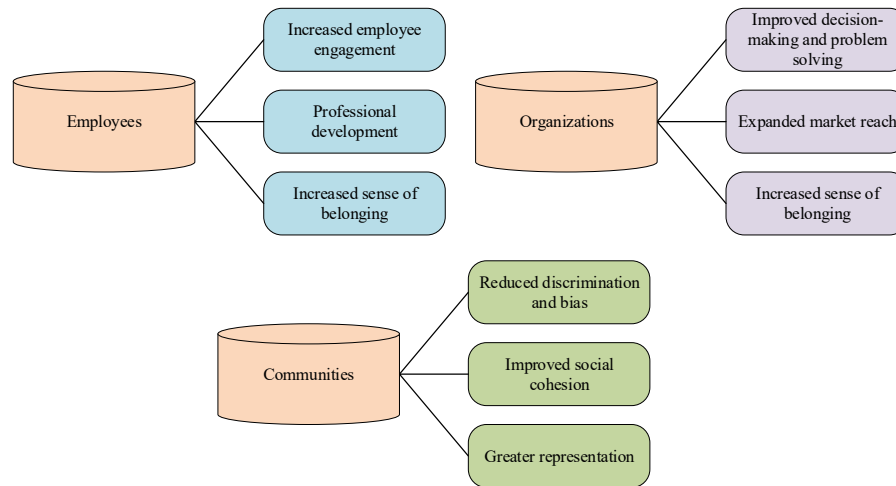 Employees
Increased employee
engagement
Professional
development
Increased sense of
belonging
Organizations
Improved decision-
making and problem
solving
Expanded market reach
Increased sense of
belonging
Communities
Reduced discrimination
and bias
Improved social
cohesion
Greater representation